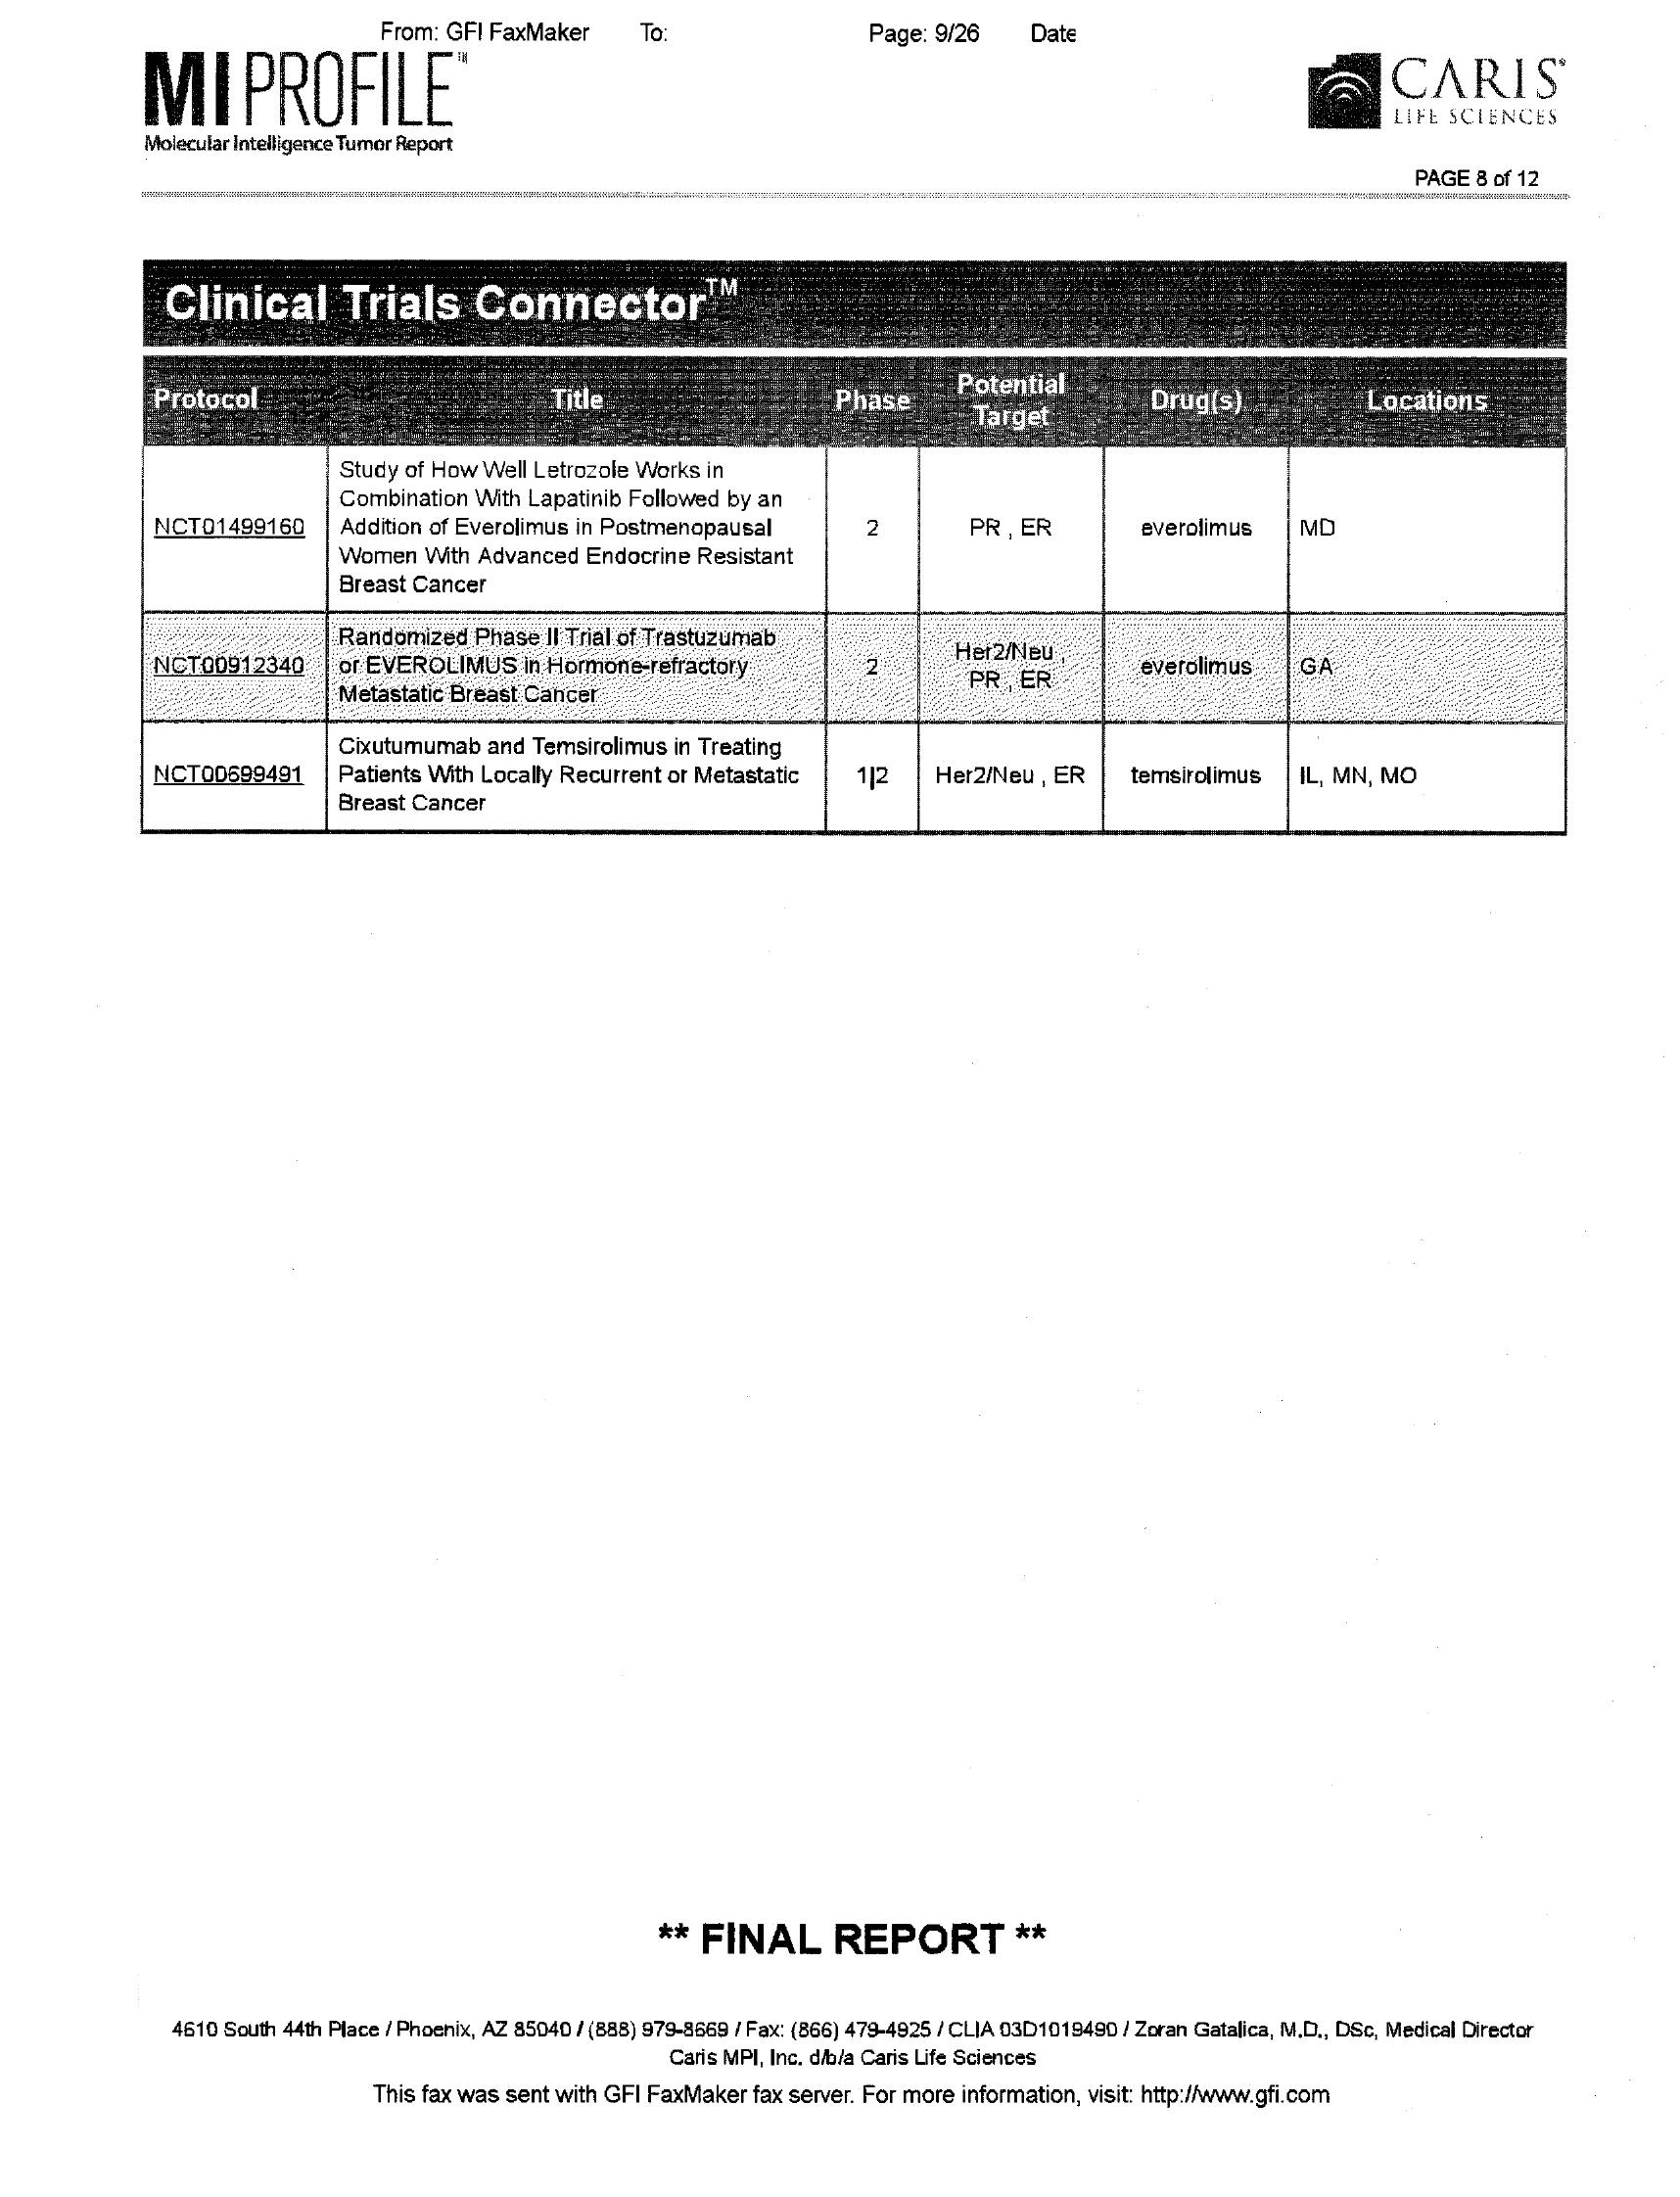 From: GFI FaxMaker To: Page: 9/26 Date
MI PROFILE™
Molecular Intelligence Tumor Report
CARIS®
LIFE SCIENCES
PAGE 8 of 12
Clinical Trials Connector™
Protocol Title Phase Potential Target Drug(s) Locations
Study of How Well Letrozole Works in
Combination With Lapatinib Followed by an
NCT01499160 Addition of Everolimus in Postmenopausal 2 PR , ER everolimus MD
Women With Advanced Endocrine Resistant
Breast Cancer
Randomized Phase II Trial of Trastuzumab
NCT00912340 or EVEROLIMUS in Hormone-refractory 2 Her2/Neu , PR , ER everolimus GA
Metastatic Breast Cancer
Cixutumumab and Temsirolimus in Treating
NCT00699491 Patients With Locally Recurrent or Metastatic 1|2 Her2/Neu , ER temsirolimus IL, MN, MO
Breast Cancer
** FINAL REPORT **
4610 South 44th Place / Phoenix, AZ 85040 / (888) 979-8669 / Fax: (866) 479-4925 / CLIA 03D1019490 / Zoran Gatalica, M.D., DSc, Medical Director
Caris MPI, Inc. d/b/a Caris Life Sciences
This fax was sent with GFI FaxMaker fax server. For more information, visit: http://www.gfi.com